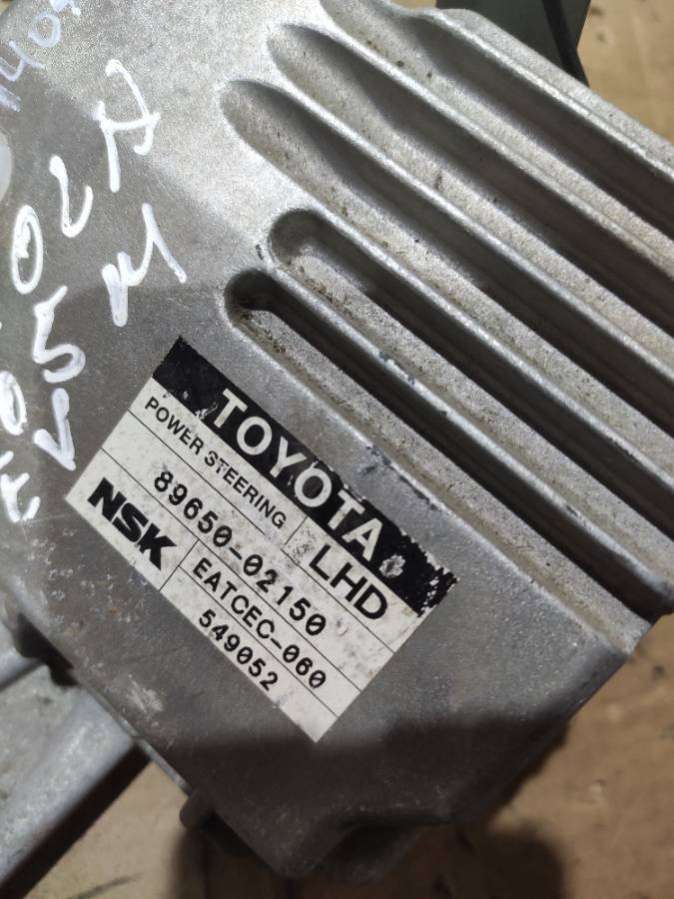 TOYOTA
POWER STEERING LHD
89650-02150
NSK EATCEC-060
549052